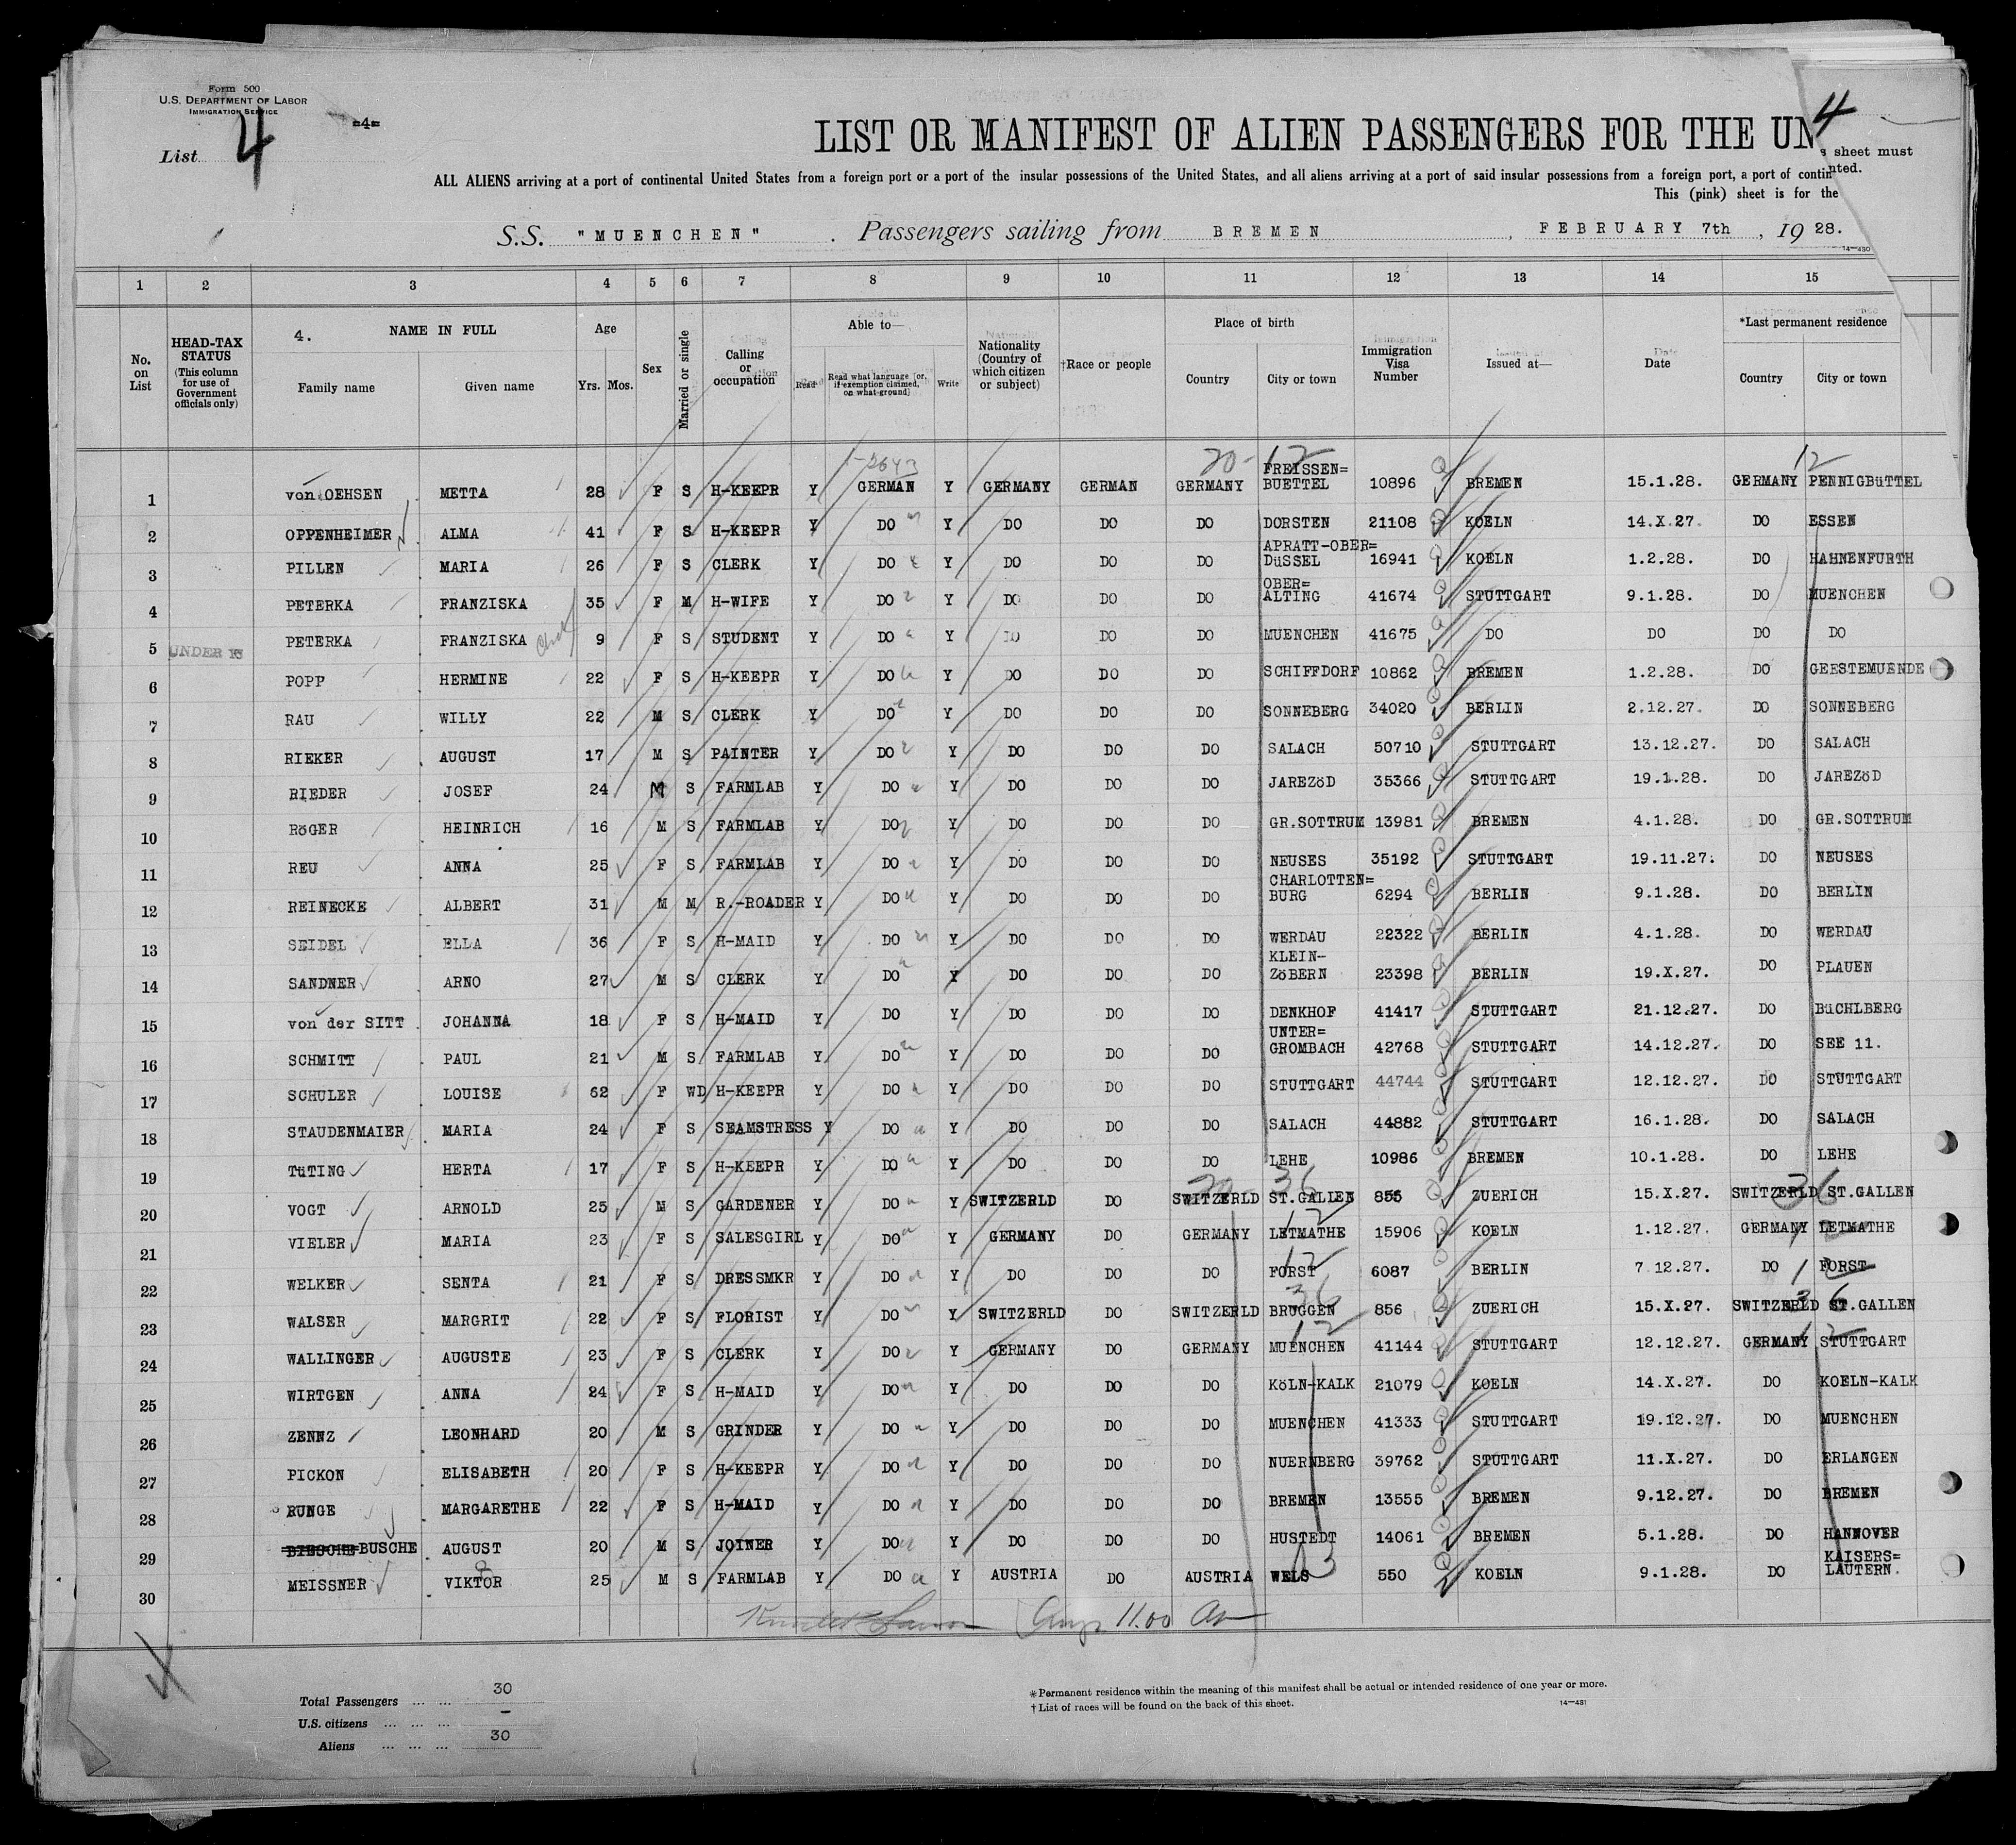 Form 500
U.S. DEPARTMENT OF LABOR
IMMIGRATION SERVICE
=4=
List 4
LIST OR MANIFEST OF ALIEN PASSENGERS FOR THE UN
4
s sheet must
nted.
ALL ALIENS arriving at a port of continental United States from a foreign port or a port of the insular possessions of the United States, and all aliens arriving at a port of said insular possessions from a foreign port, a port of contin
This (pink) sheet is for the
S.S. "MUENCHEN" . Passengers sailing from BREMEN , FEBRUARY 7th , 19 28.
14—430
1 2 3 4 5 6 7 8 9 10 11 12 13 14 15
No. on List
HEAD-TAX STATUS (This column for use of Government officials only)
4. NAME IN FULL
Family name Given name
Age
Yrs. Mos.
Sex
Married or single
Calling or occupation
Able to—
Read Read what language (or, if exemption claimed, on what ground) Write
Nationality (Country of which citizen or subject)
†Race or people
Place of birth
Country City or town
Immigration Visa Number
Issued at—
Date
*Last permanent residence
Country City or town
1-2643 20-12 12
1 von OEHSEN METTA 28 F S H-KEEPR Y GERMAN Y GERMANY GERMAN GERMANY FREISSEN= BUETTEL 10896 BREMEN 15.1.28. GERMANY PENNIGBüTTEL
2 OPPENHEIMER ALMA 41 F S H-KEEPR Y DO Y DO DO DO DORSTEN 21108 KOELN 14.X.27. DO ESSEN
3 PILLEN MARIA 26 F S CLERK Y DO Y DO DO DO APRATT-OBER= DüSSEL 16941 KOELN 1.2.28. DO HAHNENFURTH
4 PETERKA FRANZISKA 35 F M H-WIFE Y DO Y DO DO DO OBER= ALTING 41674 STUTTGART 9.1.28. DO MUENCHEN
5 UNDER 16 PETERKA FRANZISKA 9 F S STUDENT Y DO Y DO DO DO MUENCHEN 41675 DO DO DO DO
6 POPP HERMINE 22 F S H-KEEPR Y DO Y DO DO DO SCHIFFDORF 10862 BREMEN 1.2.28. DO GEESTEMUENDE
7 RAU WILLY 22 M S CLERK Y DO Y DO DO DO SONNEBERG 34020 BERLIN 2.12.27. DO SONNEBERG
8 RIEKER AUGUST 17 M S PAINTER Y DO Y DO DO DO SALACH 50710 STUTTGART 13.12.27. DO SALACH
9 RIEDER JOSEF 24 M S FARMLAB Y DO Y DO DO DO JAREZöD 35366 STUTTGART 19.1.28. DO JAREZöD
10 RöGER HEINRICH 16 M S FARMLAB Y DO Y DO DO DO GR.SOTTRUM 13981 BREMEN 4.1.28. DO GR.SOTTRUM
11 REU ANNA 25 F S FARMLAB Y DO Y DO DO DO NEUSES 35192 STUTTGART 19.11.27. DO NEUSES
12 REINECKE ALBERT 31 M M R.-ROADER Y DO Y DO DO DO CHARLOTTEN= BURG 6294 BERLIN 9.1.28. DO BERLIN
13 SEIDEL ELLA 36 F S H-MAID Y DO Y DO DO DO WERDAU 22322 BERLIN 4.1.28. DO WERDAU
14 SANDNER ARNO 27 M S CLERK Y DO Y DO DO DO KLEIN- ZöBERN 23398 BERLIN 19.X.27. DO PLAUEN
15 von der SITT JOHANNA 18 F S H-MAID Y DO Y DO DO DO DENKHOF 41417 STUTTGART 21.12.27. DO BüCHLBERG
16 SCHMITT PAUL 21 M S FARMLAB Y DO Y DO DO DO UNTER= GROMBACH 42768 STUTTGART 14.12.27. DO SEE 11.
17 SCHULER LOUISE 62 F WD H-KEEPR Y DO Y DO DO DO STUTTGART 44744 STUTTGART 12.12.27. DO STUTTGART
18 STAUDENMAIER MARIA 24 F S SEAMSTRESS Y DO Y DO DO DO SALACH 44882 STUTTGART 16.1.28. DO SALACH
19 TüTING HERTA 17 F S H-KEEPR Y DO Y DO DO DO LEHE 10986 BREMEN 10.1.28. DO LEHE
20 VOGT ARNOLD 25 M S GARDENER Y DO Y SWITZERLD DO SWITZERLD ST.GALLEN 855 ZUERICH 15.X.27. SWITZERLD ST.GALLEN
21 VIELER MARIA 23 F S SALESGIRL Y DO Y GERMANY DO GERMANY LETMATHE 15906 KOELN 1.12.27. GERMANY LETMATHE
22 WELKER SENTA 21 F S DRESSMKR Y DO Y DO DO DO FORST 6087 BERLIN 7.12.27. DO FORST
23 WALSER MARGRIT 22 F S FLORIST Y DO Y SWITZERLD DO SWITZERLD BRUGGEN 856 ZUERICH 15.X.27. SWITZERLD ST.GALLEN
24 WALLINGER AUGUSTE 23 F S CLERK Y DO Y GERMANY DO GERMANY MUENCHEN 41144 STUTTGART 12.12.27. GERMANY STUTTGART
25 WIRTGEN ANNA 24 F S H-MAID Y DO Y DO DO DO KöLN-KALK 21079 KOELN 14.X.27. DO KOELN-KALK
26 ZENNZ LEONHARD 20 M S GRINDER Y DO Y DO DO DO MUENCHEN 41333 STUTTGART 19.12.27. DO MUENCHEN
27 PICKON ELISABETH 20 F S H-KEEPR Y DO Y DO DO DO NUERNBERG 39762 STUTTGART 11.X.27. DO ERLANGEN
28 RUNGE MARGARETHE 22 F S H-MAID Y DO Y DO DO DO BREMEN 13555 BREMEN 9.12.27. DO BREMEN
29 BUSCHE AUGUST 20 M S JOINER Y DO Y DO DO DO HUSTEDT 14061 BREMEN 5.1.28. DO HANNOVER
30 MEISSNER VIKTOR 25 M S FARMLAB Y DO Y AUSTRIA DO AUSTRIA WELS 550 KOELN 9.1.28. DO KAISERS= LAUTERN.
11.00
Total Passengers ... ... 30
U.S. citizens ... ... ... –
Aliens ... ... ... 30
*Permanent residence within the meaning of this manifest shall be actual or intended residence of one year or more.
†List of races will be found on the back of this sheet.
14—431